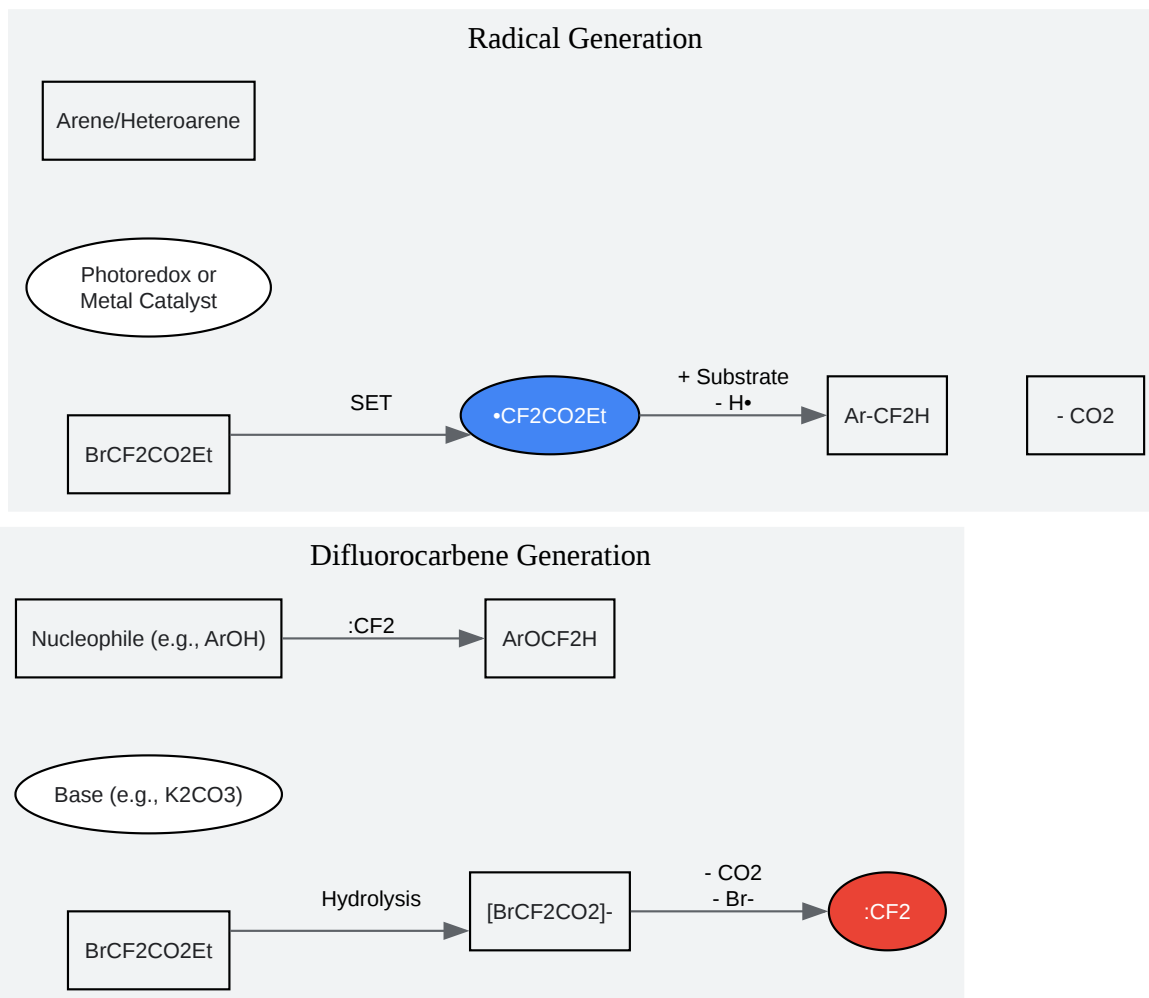 Radical Generation
Arene/Heteroarene
Photoredox or
Metal Catalyst
BrCF2CO2Et
SET
•CF2CO2Et
+ Substrate
- H•
Ar-CF2H
- CO2
Difluorocarbene Generation
Nucleophile (e.g., ArOH)
:CF2
ArOCF2H
Base (e.g., K2CO3)
BrCF2CO2Et
Hydrolysis
[BrCF2CO2]-
- CO2
- Br-
:CF2